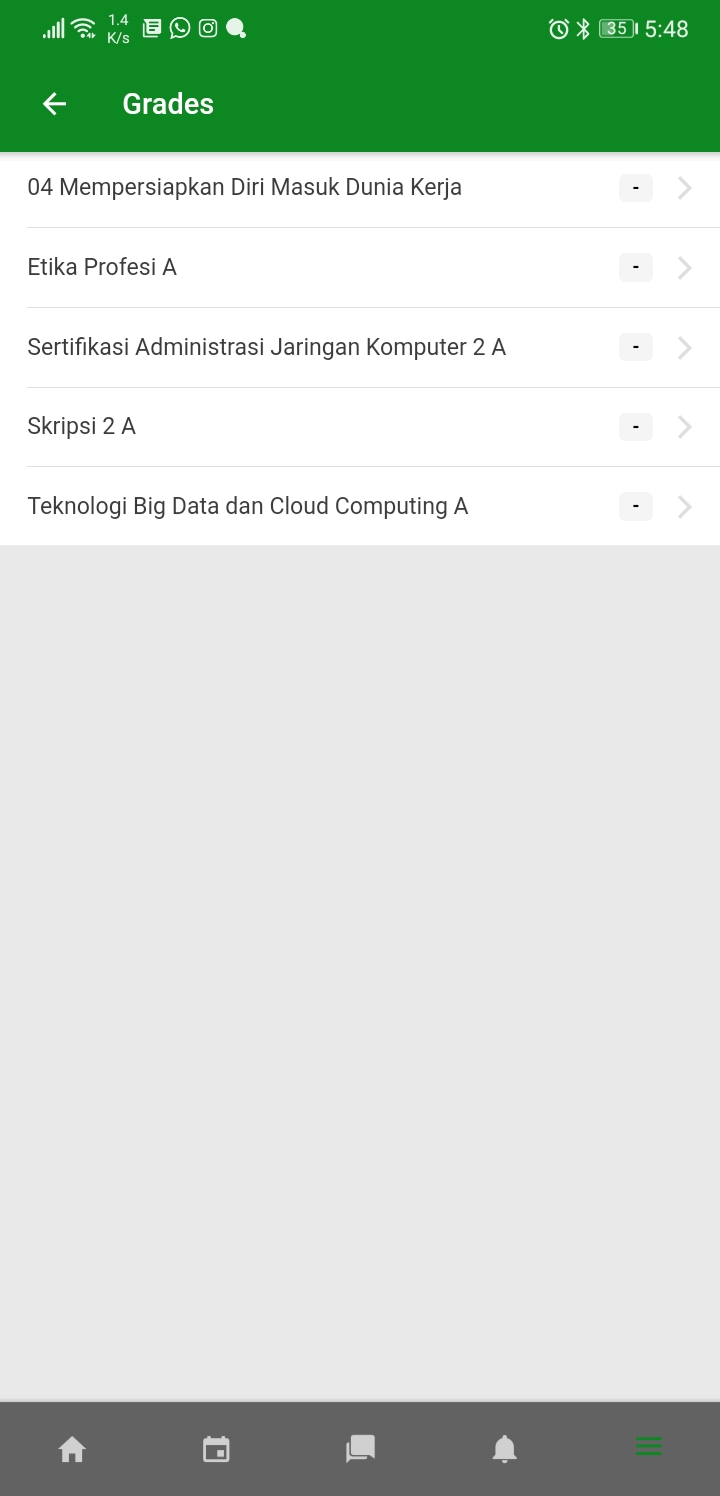 1.4
K/s
35
5:48
Grades
04 Mempersiapkan Diri Masuk Dunia Kerja -
Etika Profesi A -
Sertifikasi Administrasi Jaringan Komputer 2 A -
Skripsi 2 A -
Teknologi Big Data dan Cloud Computing A -